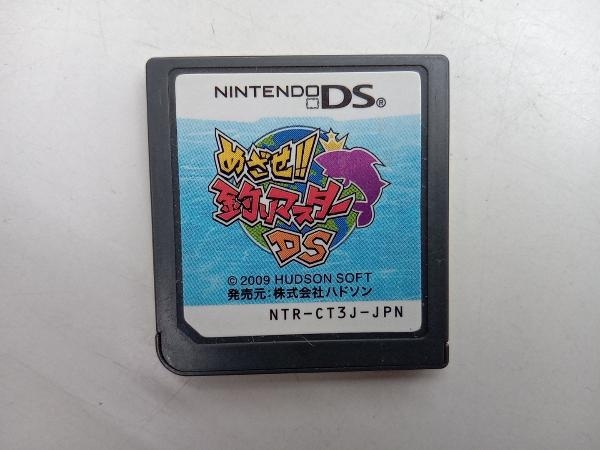 NINTENDO DS®
めざせ!!
釣りマスター
DS
© 2009 HUDSON SOFT
発売元:株式会社ハドソン
NTR-CT3J-JPN